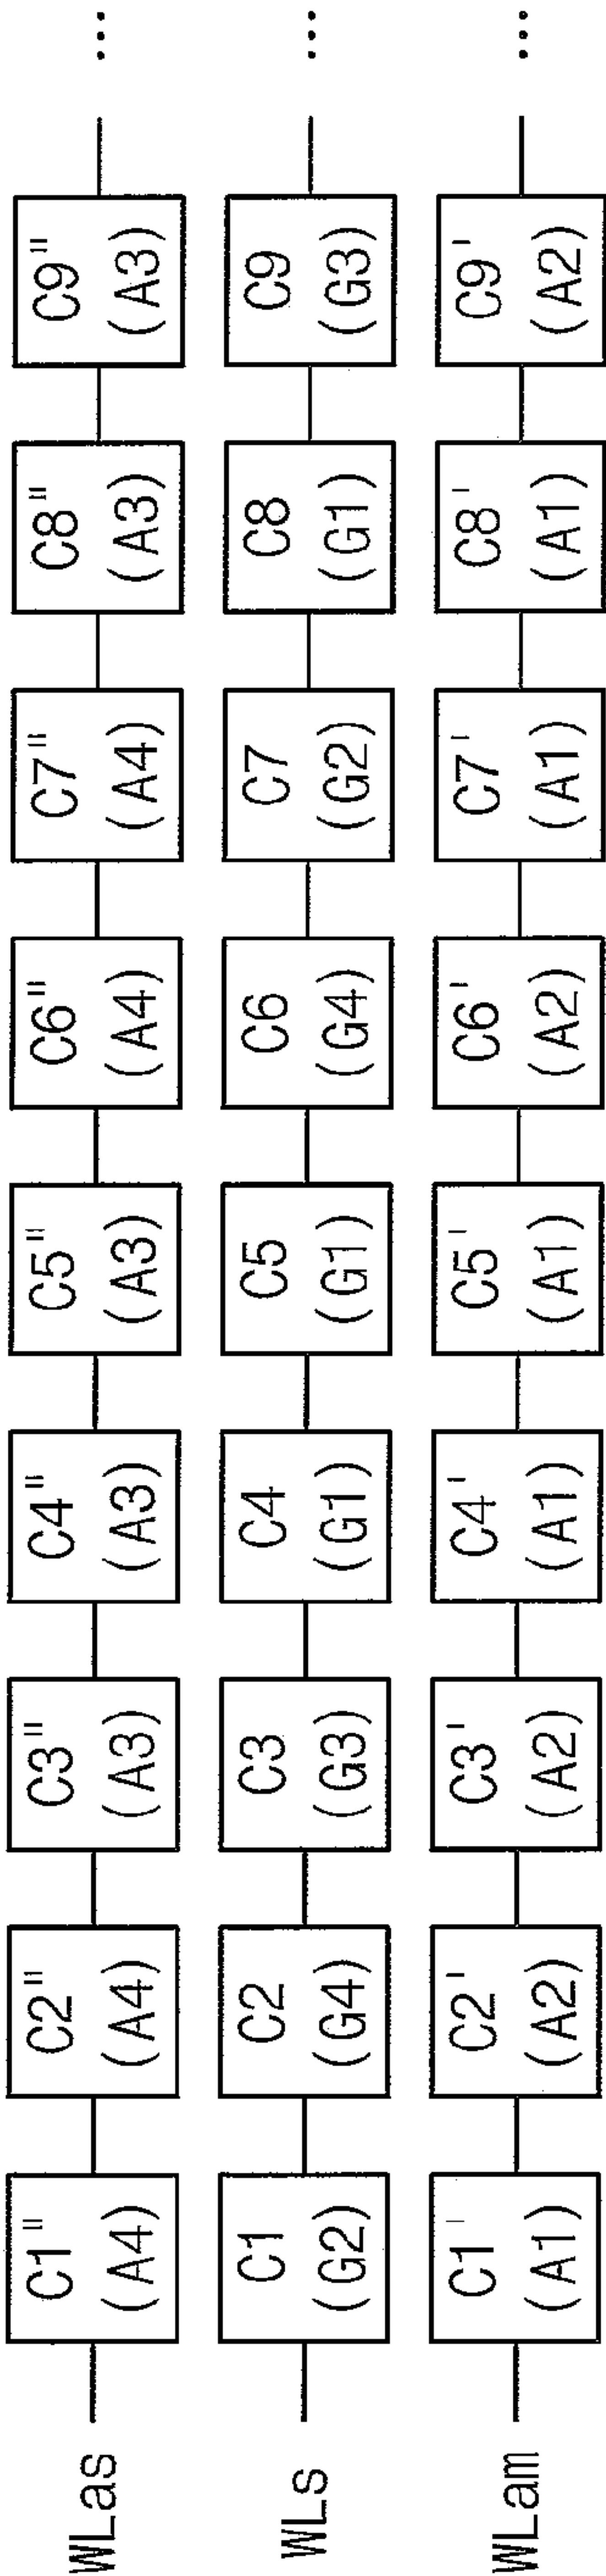 WLas
C1"
(A4)
C2"
(A4)
C3"
(A3)
C4"
(A3)
C5"
(A3)
C6"
(A4)
C7"
(A4)
C8"
(A3)
C9"
(A3)
...
WLs
C1
(G2)
C2
(G4)
C3
(G3)
C4
(G1)
C5
(G1)
C6
(G4)
C7
(G2)
C8
(G1)
C9
(G3)
...
WLam
C1'
(A1)
C2'
(A2)
C3'
(A2)
C4'
(A1)
C5'
(A1)
C6'
(A2)
C7'
(A1)
C8'
(A1)
C9'
(A2)
...